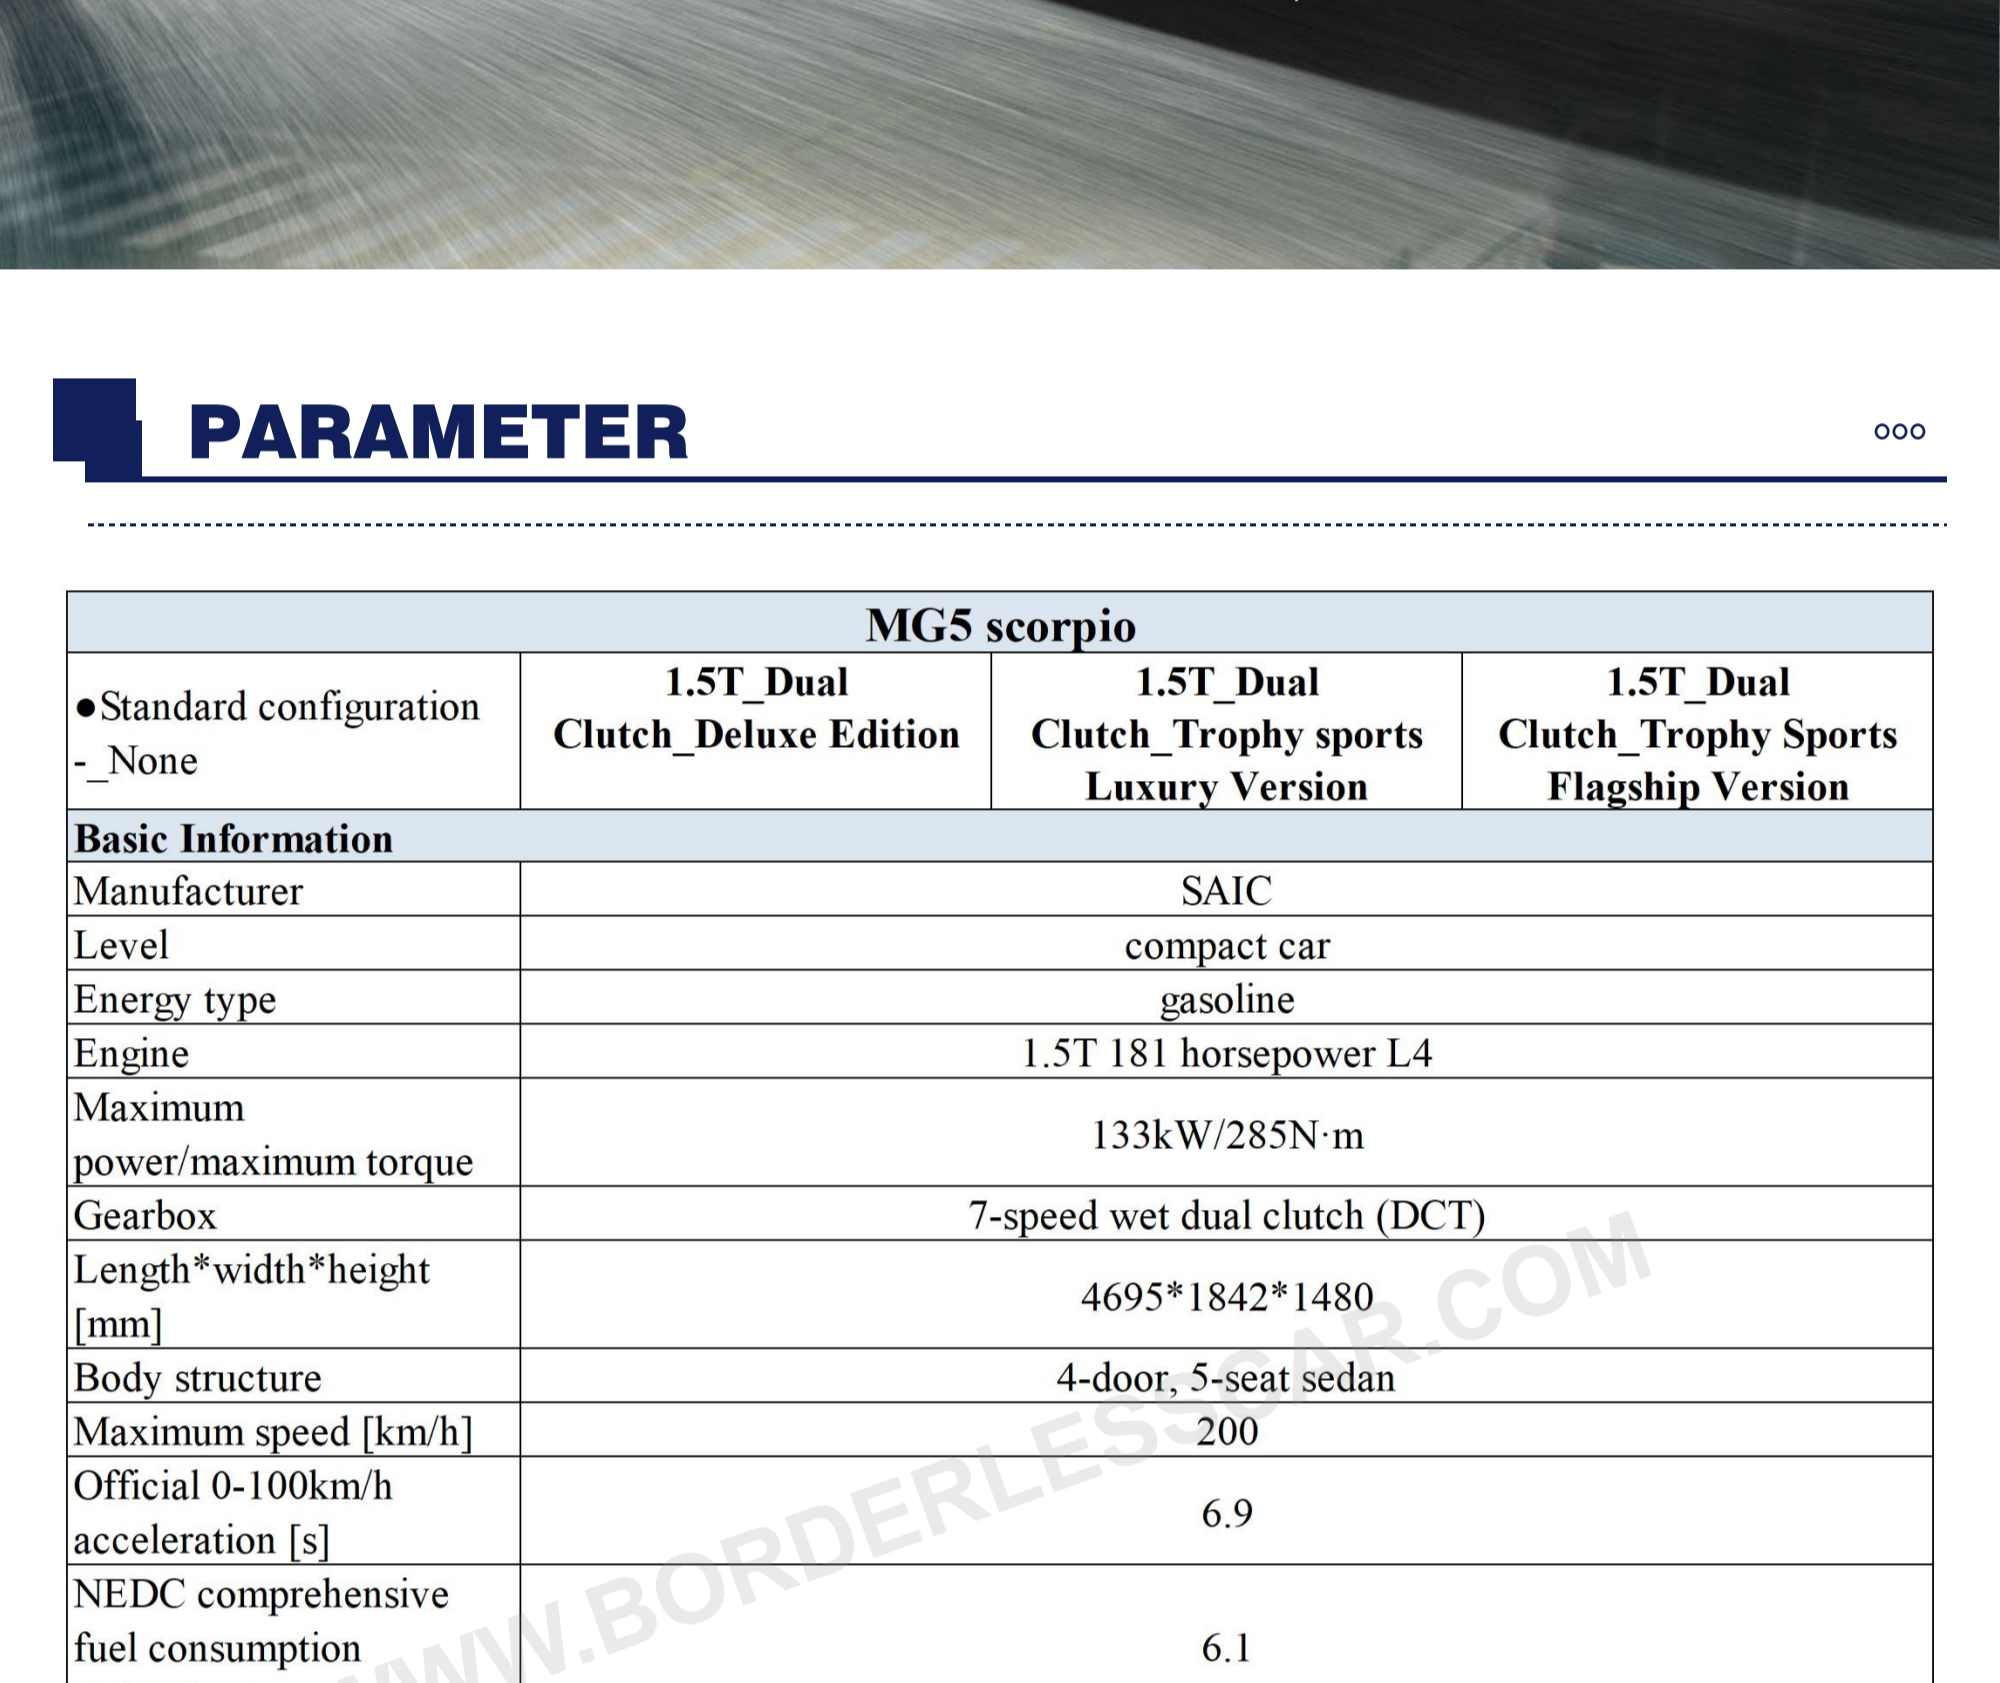 PARAMETER
MG5 scorpio
●Standard configuration
-_None
1.5T_Dual
Clutch_Deluxe Edition
1.5T_Dual
Clutch_Trophy sports
Luxury Version
1.5T_Dual
Clutch_Trophy Sports
Flagship Version
Basic Information
Manufacturer
SAIC
Level
compact car
Energy type
gasoline
Engine
1.5T 181 horsepower L4
Maximum
power/maximum torque
133kW/285N·m
Gearbox
7-speed wet dual clutch (DCT)
Length*width*height
[mm]
4695*1842*1480
Body structure
4-door, 5-seat sedan
Maximum speed [km/h]
200
Official 0-100km/h
acceleration [s]
6.9
NEDC comprehensive
fuel consumption
6.1
WWW.BORDERLESSCAR.COM